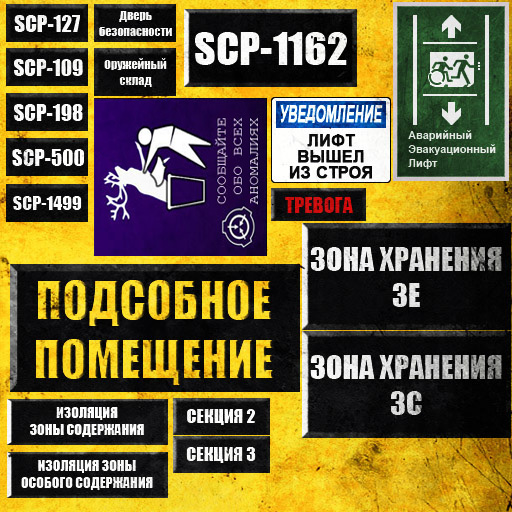 SCP-127
Дверь
безопасности
SCP-1162
SCP-109
Оружейный
склад
SCP-198
SCP-500
SCP-1499
СООБЩАЙТЕ
ОБО ВСЕХ
АНОМАЛИЯХ
УВЕДОМЛЕНИЕ
ЛИФТ
ВЫШЕЛ
ИЗ СТРОЯ
Аварийный
Эвакуационный
Лифт
ТРЕВОГА
ЗОНА ХРАНЕНИЯ
3E
ПОДСОБНОЕ
ПОМЕЩЕНИЕ
ЗОНА ХРАНЕНИЯ
3C
ИЗОЛЯЦИЯ
ЗОНЫ СОДЕРЖАНИЯ
СЕКЦИЯ 2
ИЗОЛЯЦИЯ ЗОНЫ
ОСОБОГО СОДЕРЖАНИЯ
СЕКЦИЯ 3